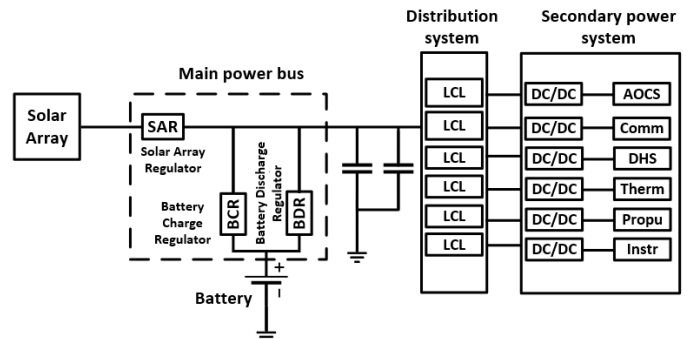 Distribution
system
Secondary power
system
Main power bus
Solar
Array
SAR
Solar Array
Regulator
Battery
Charge
Regulator
BCR
Battery Discharge
Regulator
BDR
+
−
Battery
LCL
DC/DC
AOCS
LCL
DC/DC
Comm
LCL
DC/DC
DHS
LCL
DC/DC
Therm
LCL
DC/DC
Propu
LCL
DC/DC
Instr